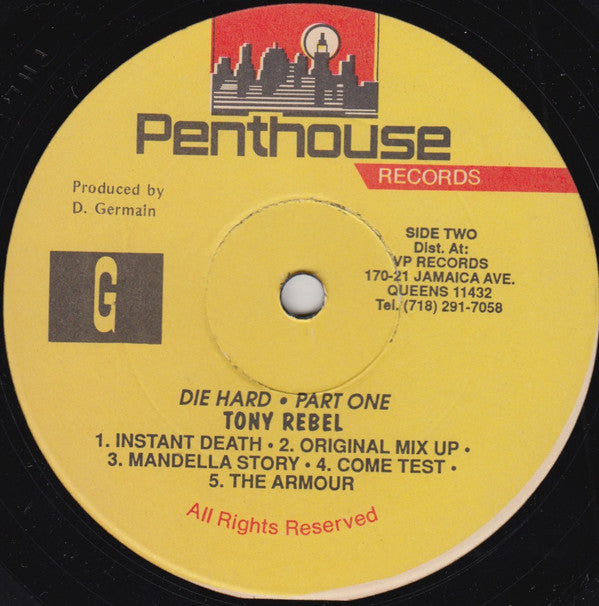 Penthouse
RECORDS
Produced by
D. Germain
G
SIDE TWO
Dist. At:
VP RECORDS
170-21 JAMAICA AVE.
QUEENS 11432
Tel. (718) 291-7058
DIE HARD • PART ONE
TONY REBEL
1. INSTANT DEATH • 2. ORIGINAL MIX UP •
3. MANDELLA STORY • 4. COME TEST •
5. THE ARMOUR
All Rights Reserved